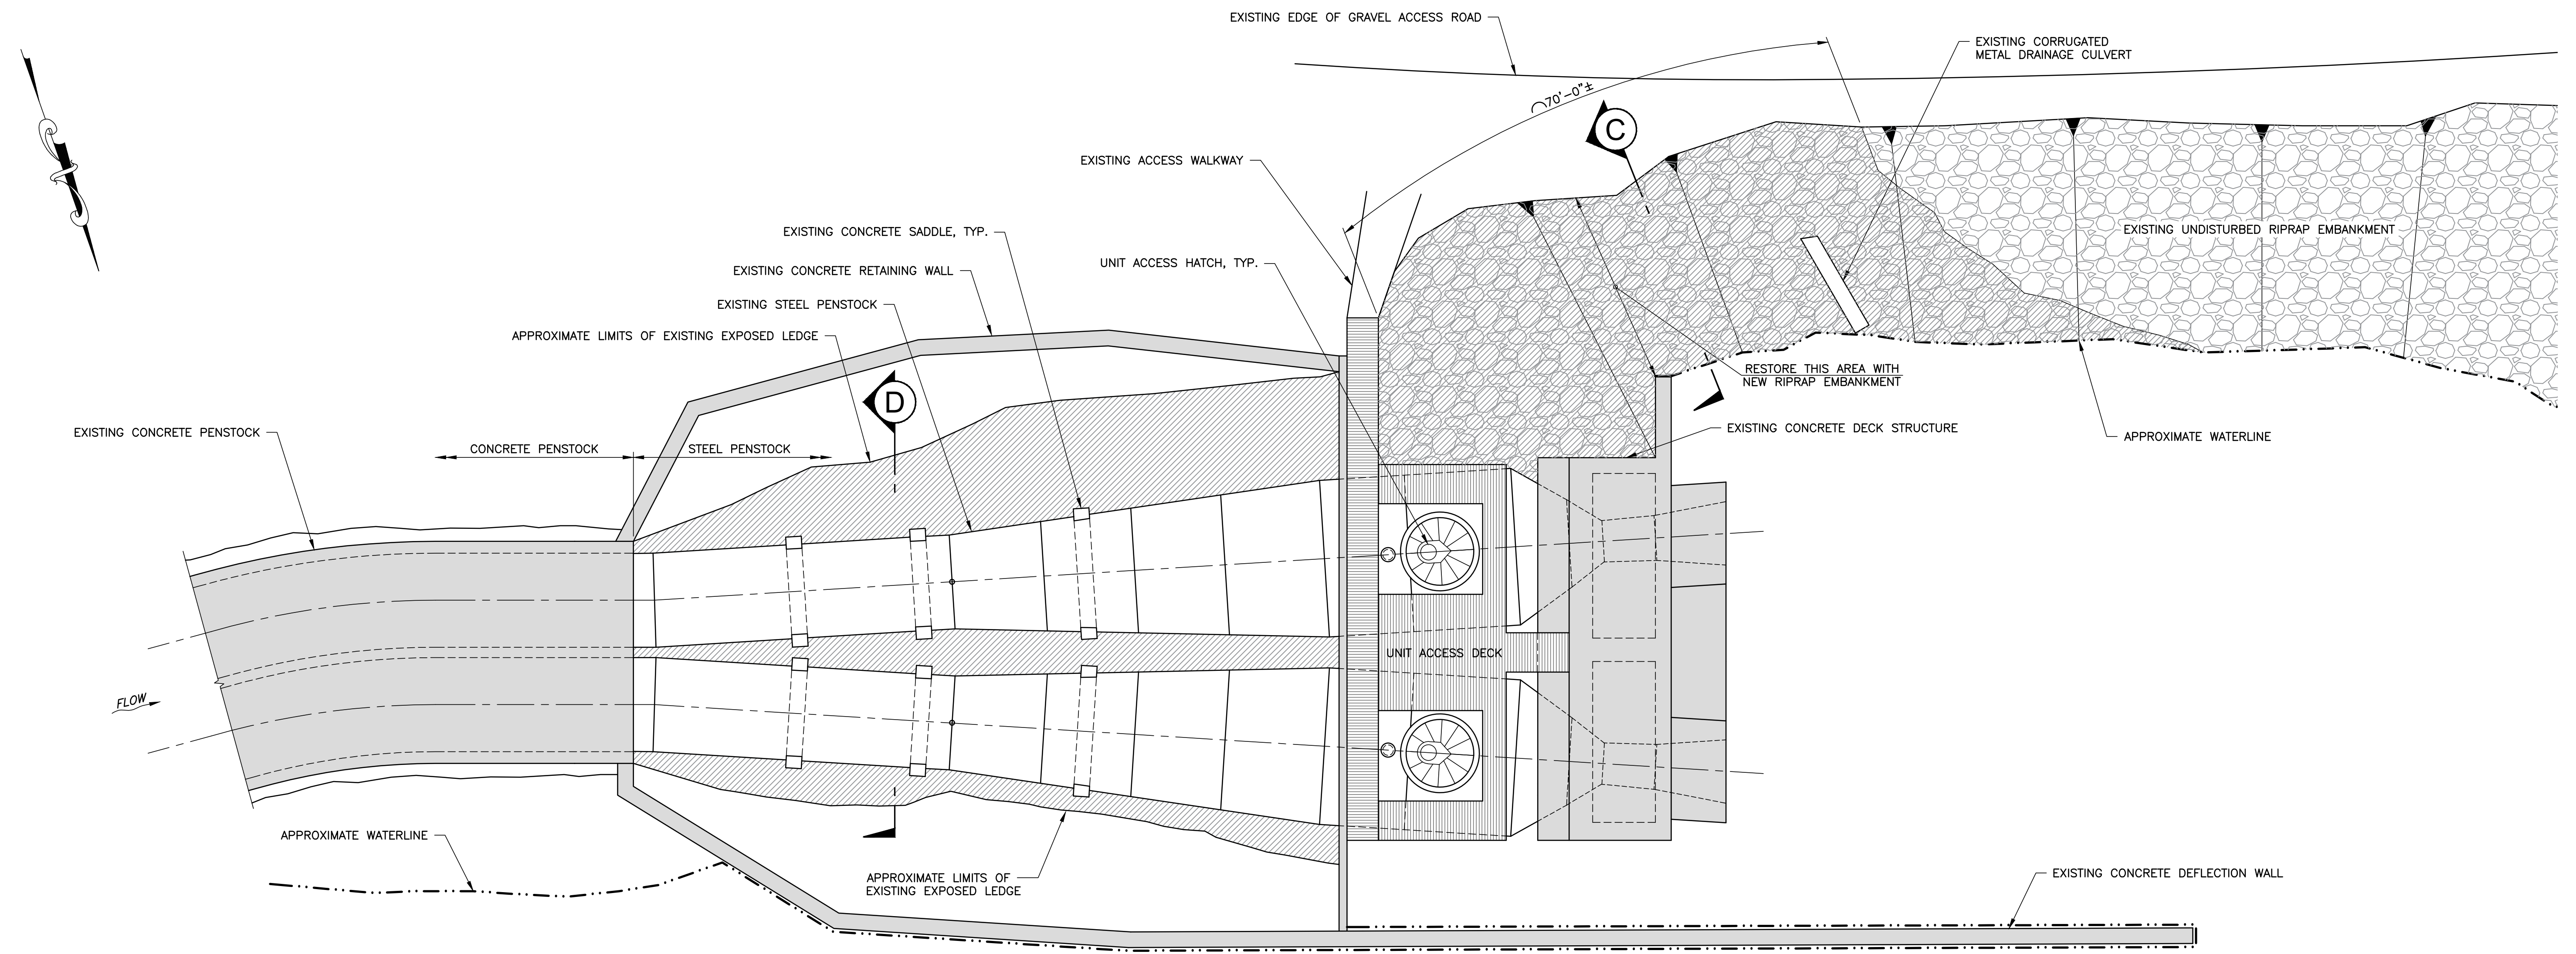 EXISTING EDGE OF GRAVEL ACCESS ROAD
EXISTING CORRUGATED
METAL DRAINAGE CULVERT
70'-0"±
C
EXISTING ACCESS WALKWAY
EXISTING UNDISTURBED RIPRAP EMBANKMENT
EXISTING CONCRETE SADDLE, TYP.
UNIT ACCESS HATCH, TYP.
EXISTING CONCRETE RETAINING WALL
EXISTING STEEL PENSTOCK
APPROXIMATE LIMITS OF EXISTING EXPOSED LEDGE
RESTORE THIS AREA WITH
NEW RIPRAP EMBANKMENT
D
EXISTING CONCRETE PENSTOCK
CONCRETE PENSTOCK
STEEL PENSTOCK
EXISTING CONCRETE DECK STRUCTURE
APPROXIMATE WATERLINE
UNIT ACCESS DECK
FLOW
APPROXIMATE WATERLINE
APPROXIMATE LIMITS OF
EXISTING EXPOSED LEDGE
EXISTING CONCRETE DEFLECTION WALL